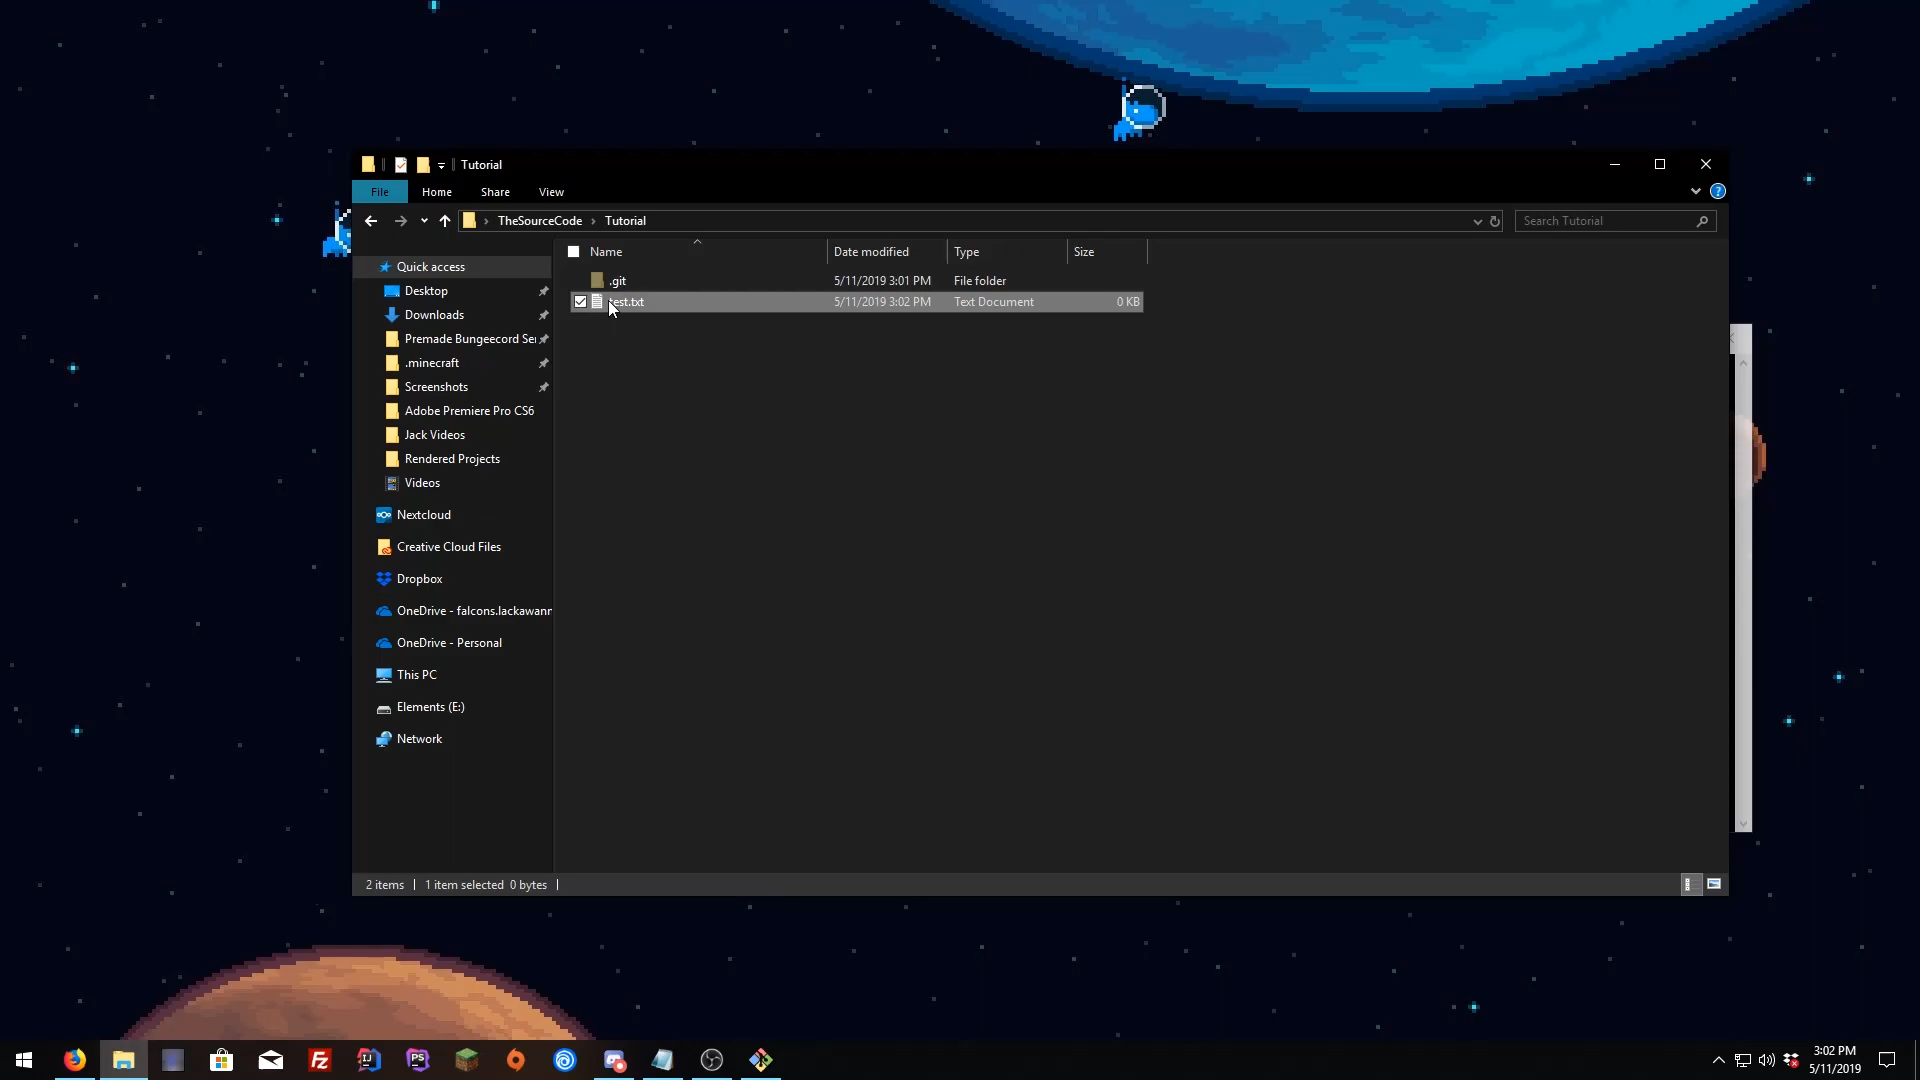 Tutorial
File Home Share View
TheSourceCode Tutorial
Search Tutorial
Name Date modified Type Size
.git 5/11/2019 3:01 PM File folder
test.txt 5/11/2019 3:02 PM Text Document 0 KB
Quick access
Desktop
Downloads
Premade Bungeecord Ser
.minecraft
Screenshots
Adobe Premiere Pro CS6
Jack Videos
Rendered Projects
Videos
Nextcloud
Creative Cloud Files
Dropbox
OneDrive - falcons.lackawann
OneDrive - Personal
This PC
Elements (E:)
Network
2 items 1 item selected 0 bytes
3:02 PM
5/11/2019